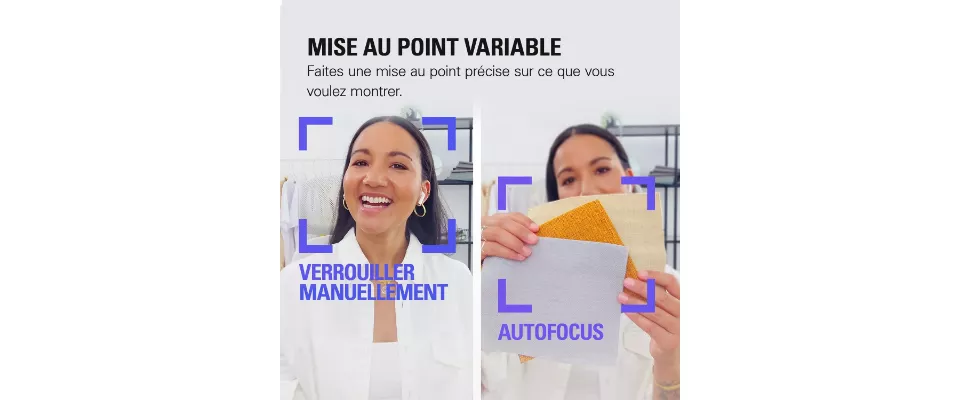 MISE AU POINT VARIABLE
Faites une mise au point précise sur ce que vous
voulez montrer.
VERROUILLER
MANUELLEMENT
AUTOFOCUS